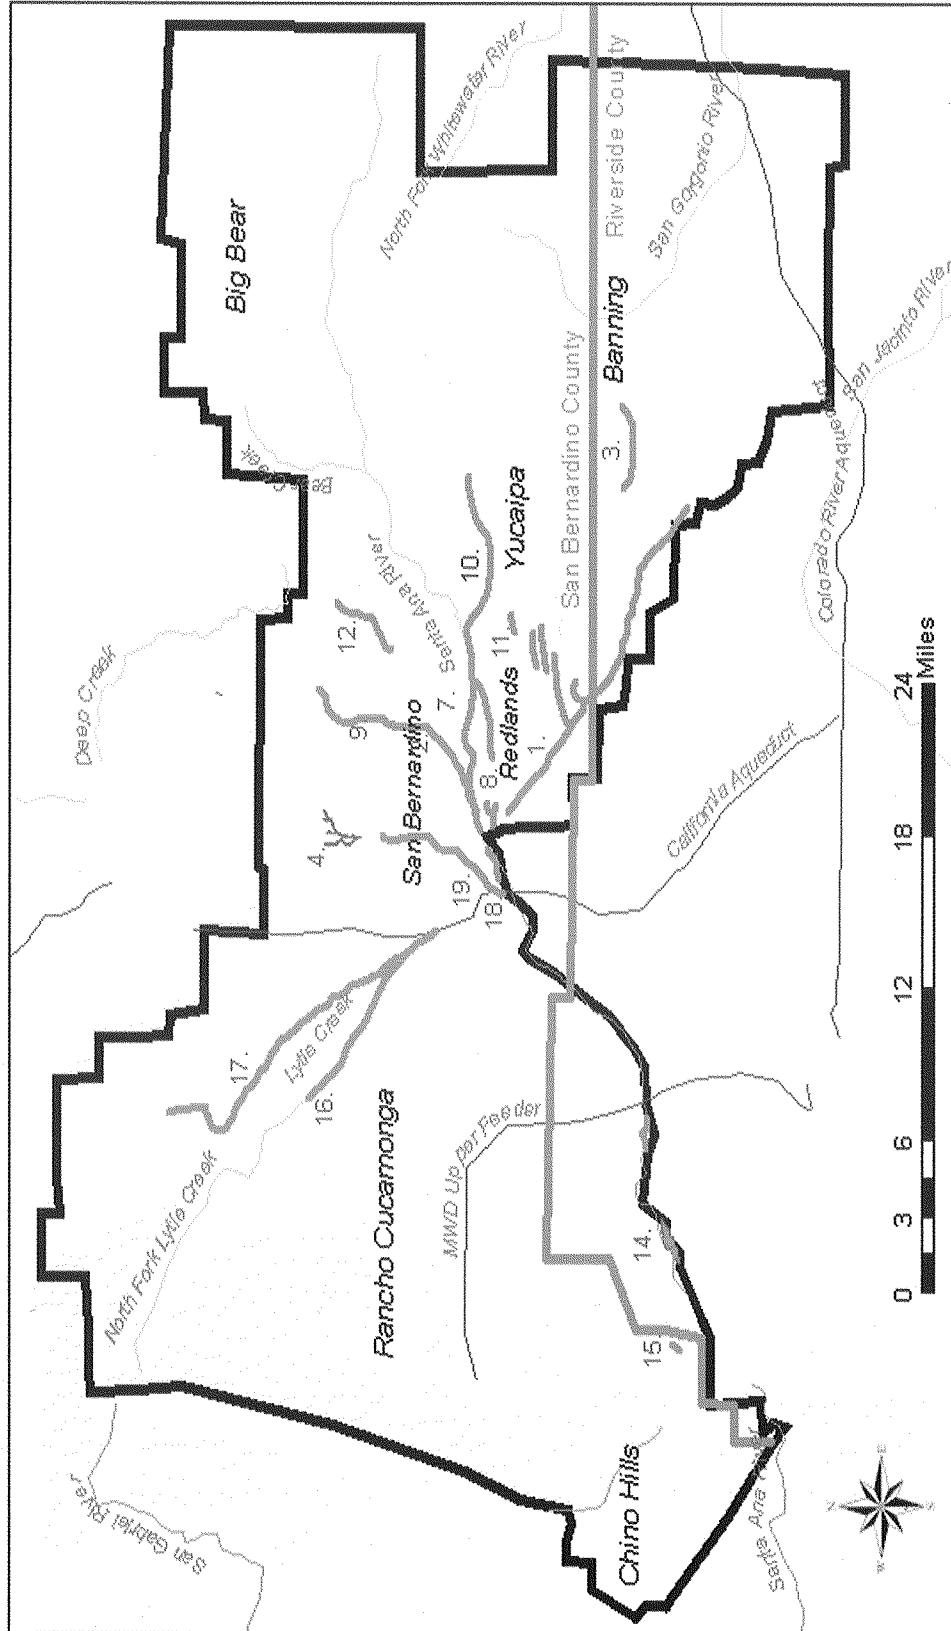 North Fork Whitewater River
Riverside County
San Gorgonio River
Big Bear
San Bernardino County
Banning
San Jacinto River
Colorado River Aqueduct
3.
Yucaipa
10.
Santa Ana River
12.
11.
Deep Creek
7.
Redlands
9.
San Bernardino
8.
1.
4.
California Aqueduct
19.
18.
17.
Lytle Creek
16.
North Fork Lytle Creek
Rancho Cucamonga
MWD Upper Feeder
14.
15.
San Gabriel River
Chino Hills
Santa Ana River
0 3 6 12 18 24
Miles
N
E
S
W